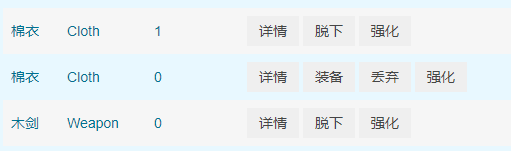 棉衣 Cloth 1 详情 脱下 强化
棉衣 Cloth 0 详情 装备 丢弃 强化
木剑 Weapon 0 详情 脱下 强化